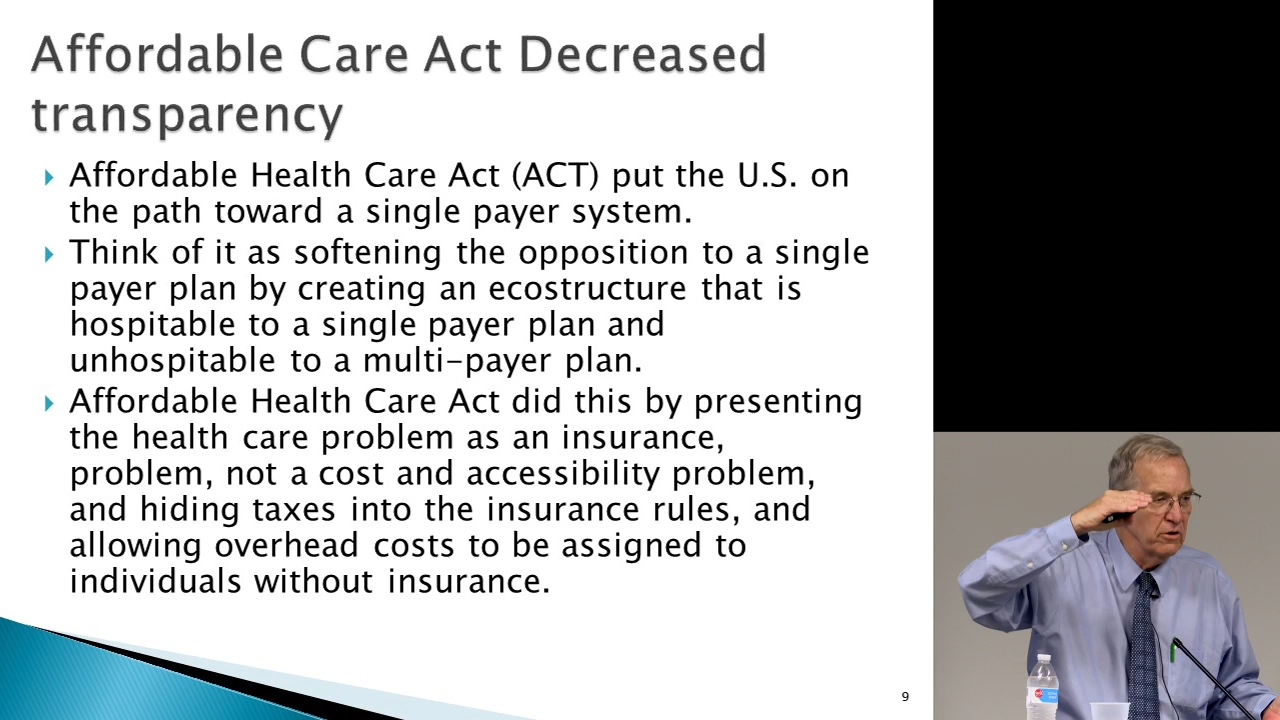 Affordable Care Act Decreased
transparency
Affordable Health Care Act (ACT) put the U.S. on
the path toward a single payer system.
Think of it as softening the opposition to a single
payer plan by creating an ecostructure that is
hospitable to a single payer plan and
unhospitable to a multi-payer plan.
Affordable Health Care Act did this by presenting
the health care problem as an insurance,
problem, not a cost and accessibility problem,
and hiding taxes into the insurance rules, and
allowing overhead costs to be assigned to
individuals without insurance.
9